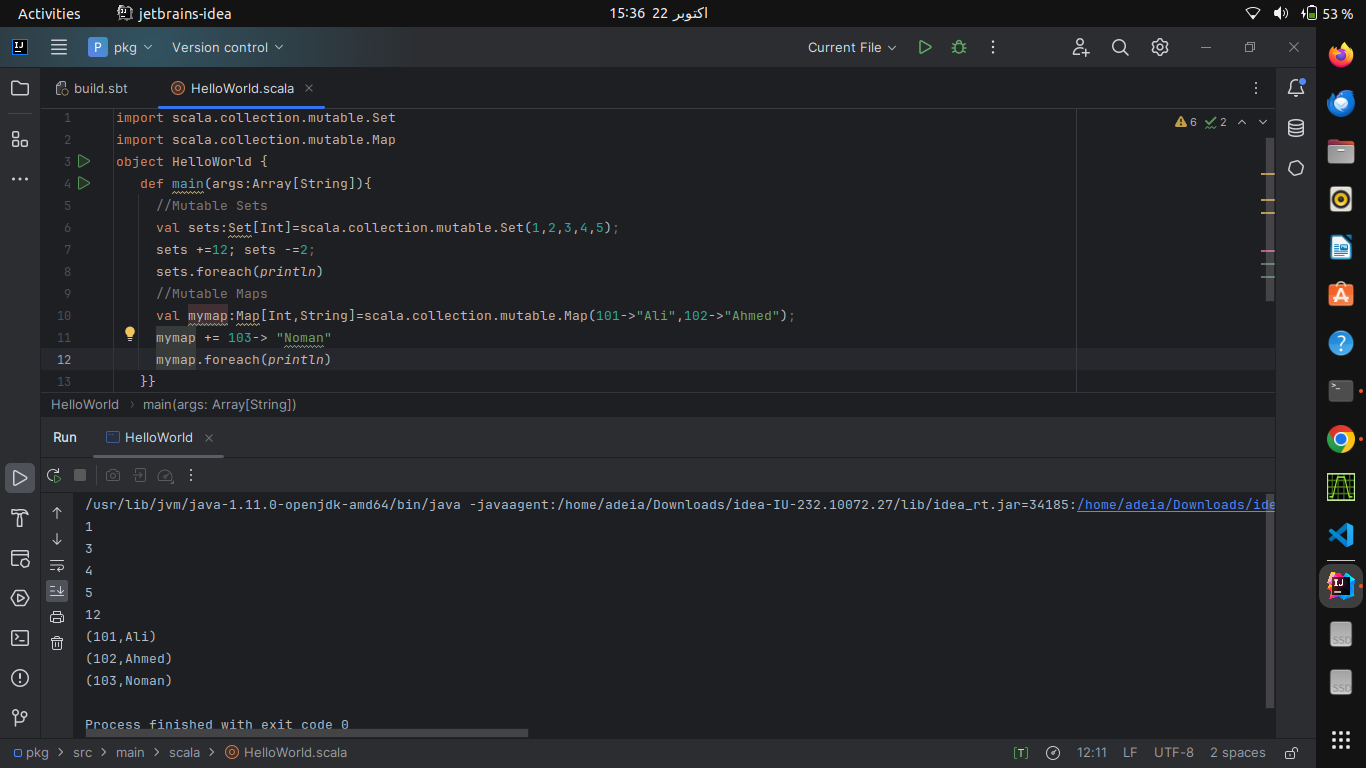 Activities
jetbrains-idea
15:36 22 اكتوبر
53 %
P pkg
Version control
Current File
build.sbt
HelloWorld.scala
6 2
1 import scala.collection.mutable.Set
2 import scala.collection.mutable.Map
3 object HelloWorld {
4 def main(args:Array[String]){
5 //Mutable Sets
6 val sets:Set[Int]=scala.collection.mutable.Set(1,2,3,4,5);
7 sets +=12; sets -=2;
8 sets.foreach(println)
9 //Mutable Maps
10 val mymap:Map[Int,String]=scala.collection.mutable.Map(101->"Ali",102->"Ahmed");
11 mymap += 103-> "Noman"
12 mymap.foreach(println)
13 }}
HelloWorld › main(args: Array[String])
Run
HelloWorld
/usr/lib/jvm/java-1.11.0-openjdk-amd64/bin/java -javaagent:/home/adeia/Downloads/idea-IU-232.10072.27/lib/idea_rt.jar=34185:/home/adeia/Downloads/ide
1
3
4
5
12
(101,Ali)
(102,Ahmed)
(103,Noman)
Process finished with exit code 0
pkg > src > main > scala > HelloWorld.scala
[T]
12:11
LF
UTF-8
2 spaces
SSD
SSD